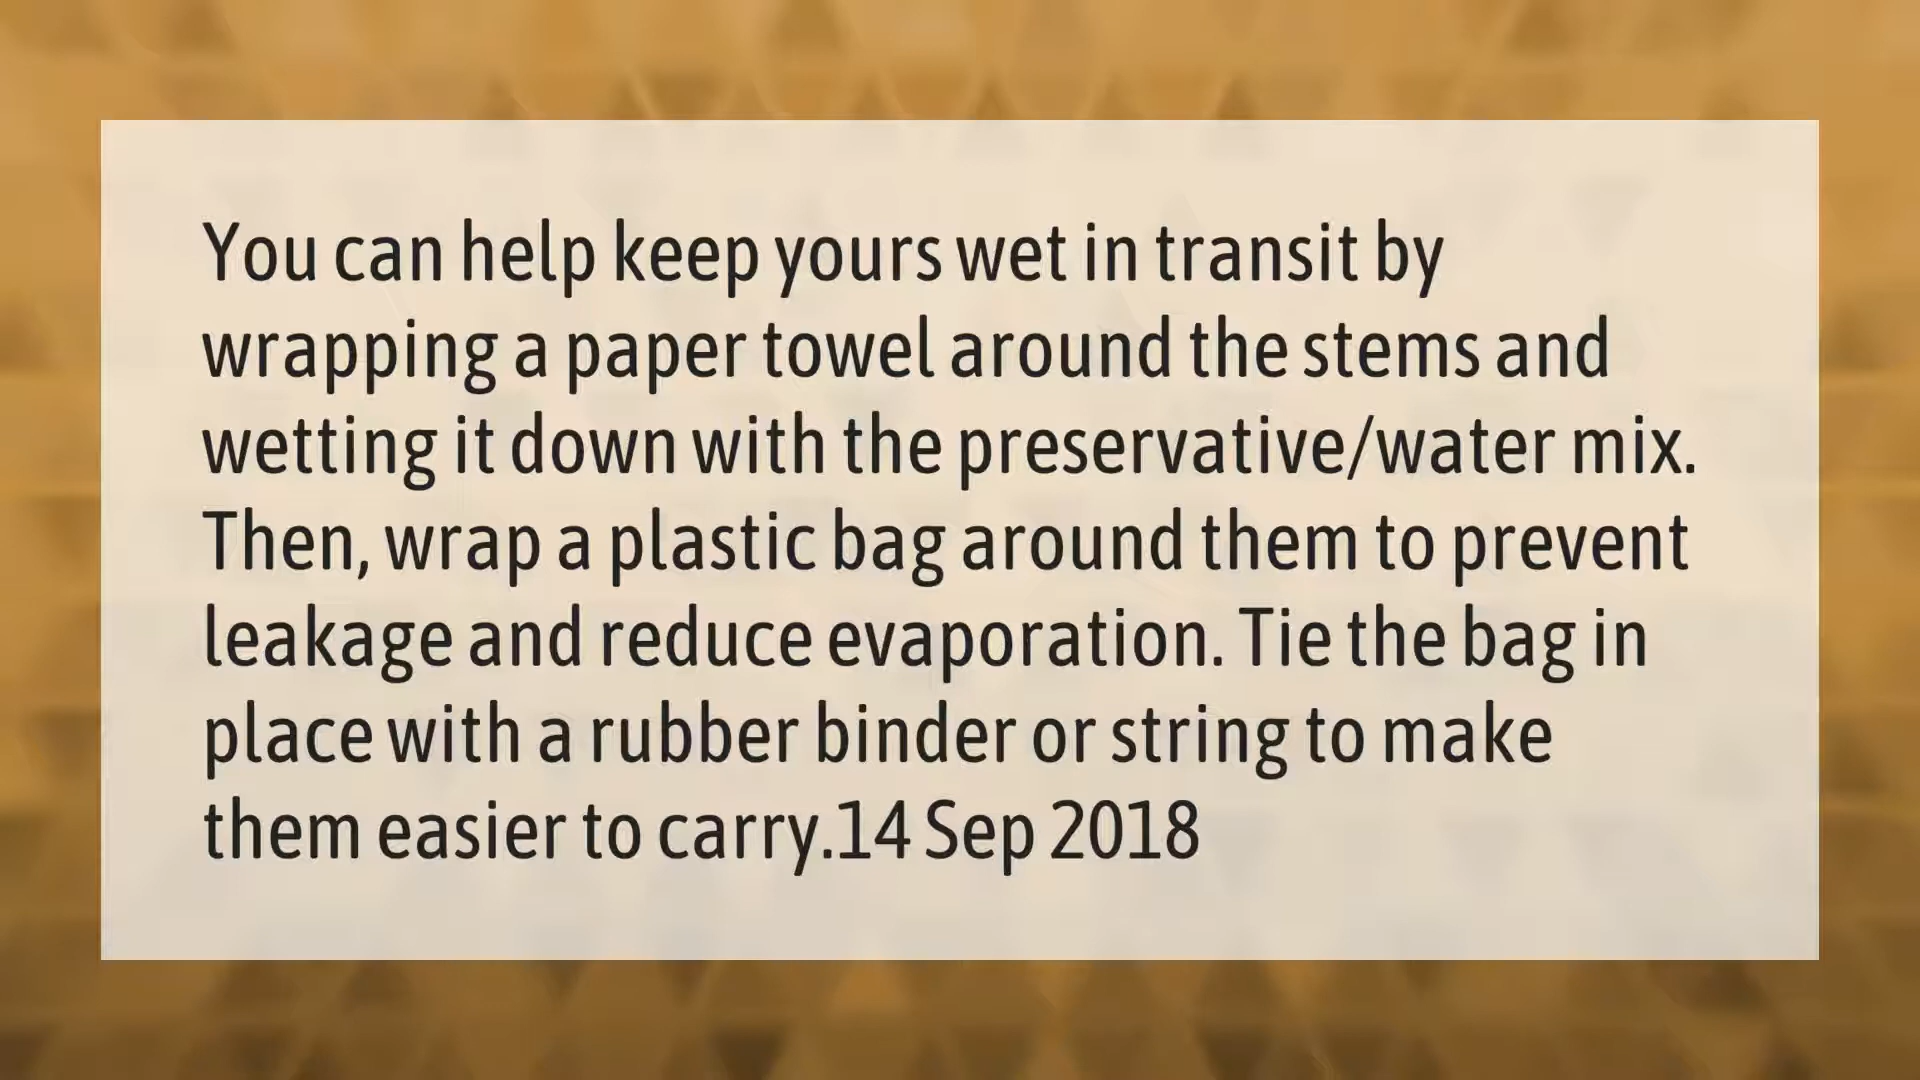 You can help keep yours wet in transit by
wrapping a paper towel around the stems and
wetting it down with the preservative/water mix.
Then, wrap a plastic bag around them to prevent
leakage and reduce evaporation. Tie the bag in
place with a rubber binder or string to make
them easier to carry.14 Sep 2018